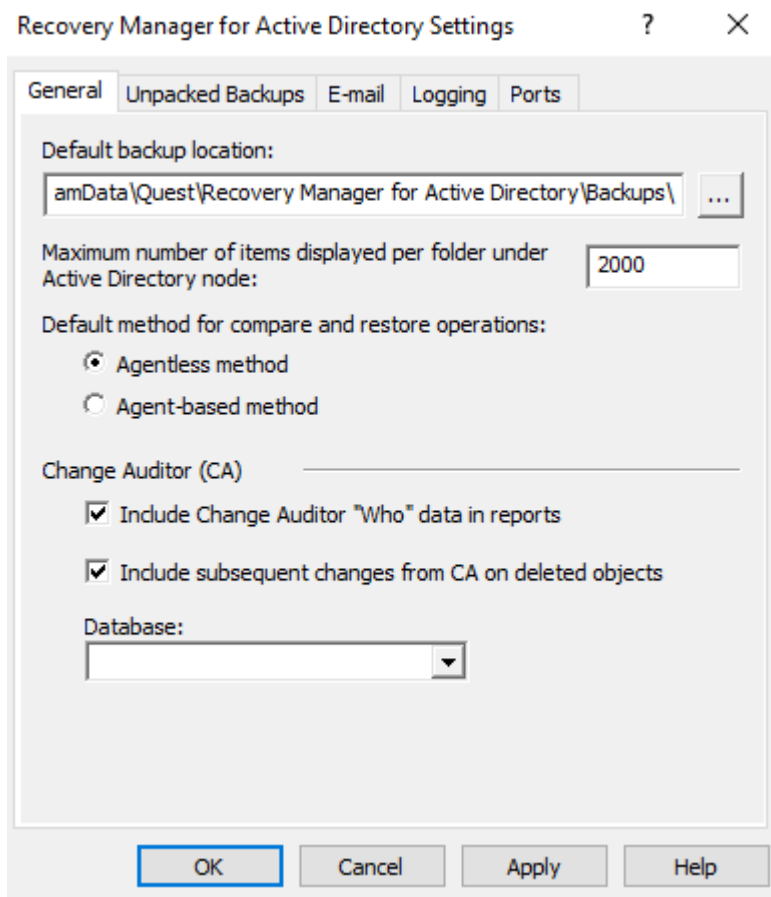 Recovery Manager for Active Directory Settings ?
General Unpacked Backups E-mail Logging Ports
Default backup location:
amData\Quest\Recovery Manager for Active Directory\Backups\ ...
Maximum number of items displayed per folder under
Active Directory node:
2000
Default method for compare and restore operations:
Agentless method
Agent-based method
Change Auditor (CA)
Include Change Auditor "Who" data in reports
Include subsequent changes from CA on deleted objects
Database:
OK Cancel Apply Help